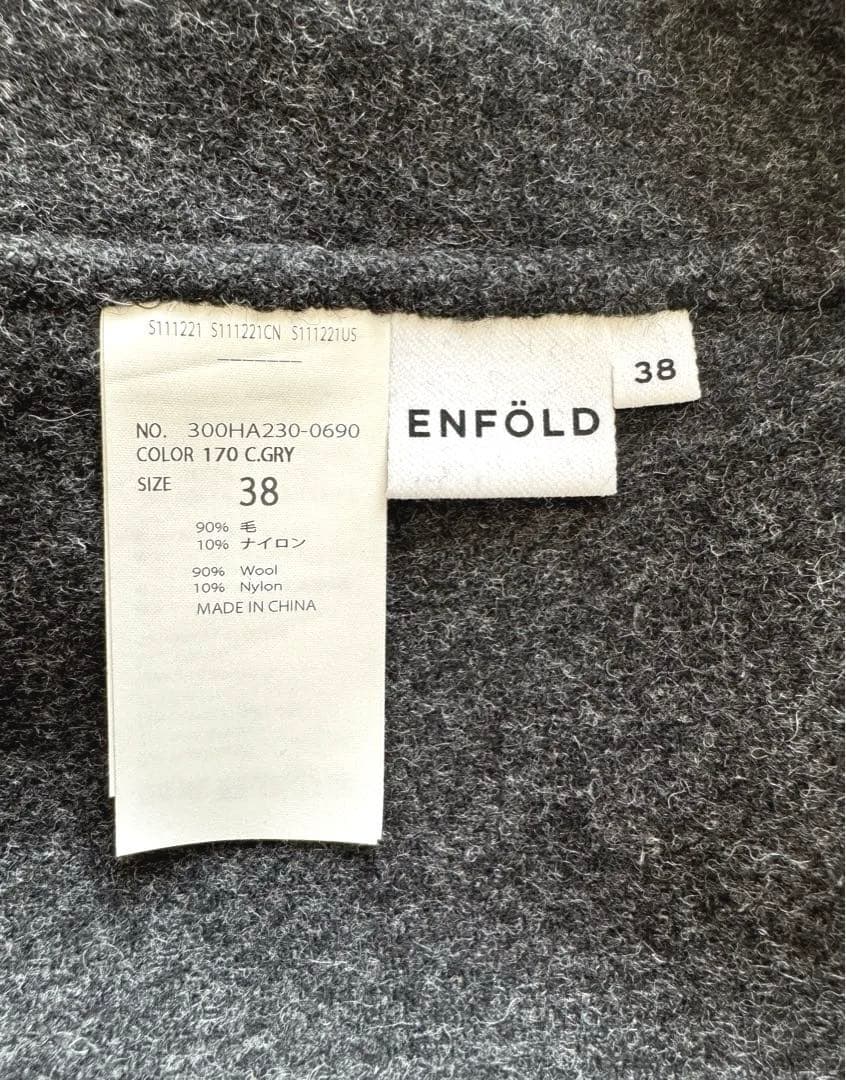 S111221 S111221CN S111221US
-------
NO. 300HA230-0690
COLOR 170 C.GRY
SIZE 38
90% 毛
10% ナイロン
90% Wool
10% Nylon
MADE IN CHINA
ENFÖLD
38